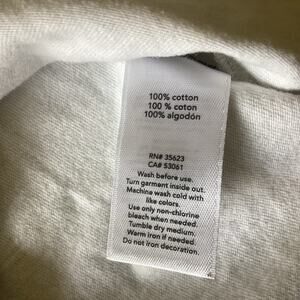 100% cotton
100 % coton
100% algodón
RN# 35623
CA# 53061
Wash before use.
Turn garment inside out.
Machine wash cold with
like colors.
Use only non-chlorine
bleach when needed.
Tumble dry medium.
Warm iron if needed.
Do not iron decoration.